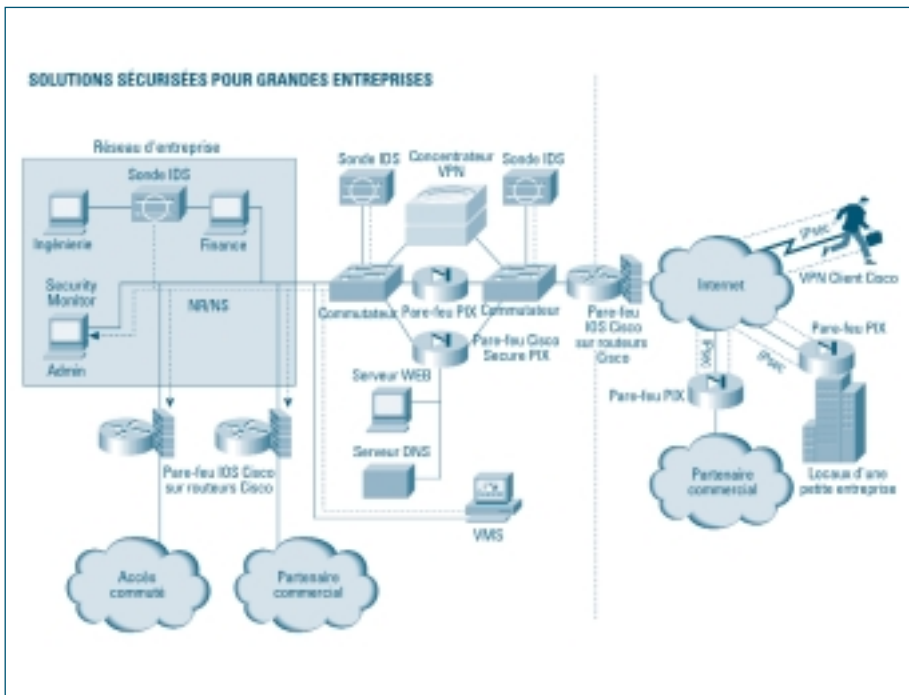 SOLUTIONS SÉCURISÉES POUR GRANDES ENTREPRISES
Réseau d'entreprise
Sonde IDS
Ingénierie
Finance
Security
Monitor
NR/NS
Admin
Sonde IDS
Concentrateur
VPN
Sonde IDS
Commutateur
Pare-feu PIX
Commutateur
Pare-feu Cisco
Secure PIX
Pare-feu
IOS Cisco
sur routeurs
Cisco
Internet
IPsec
VPN Client Cisco
Pare-feu PIX
IPsec
IPsec
Pare-feu PIX
Serveur WEB
Serveur DNS
VMS
Pare-feu IOS Cisco
sur routeurs Cisco
Accès
commuté
Partenaire
commercial
Partenaire
commercial
Locaux d'une
petite entreprise